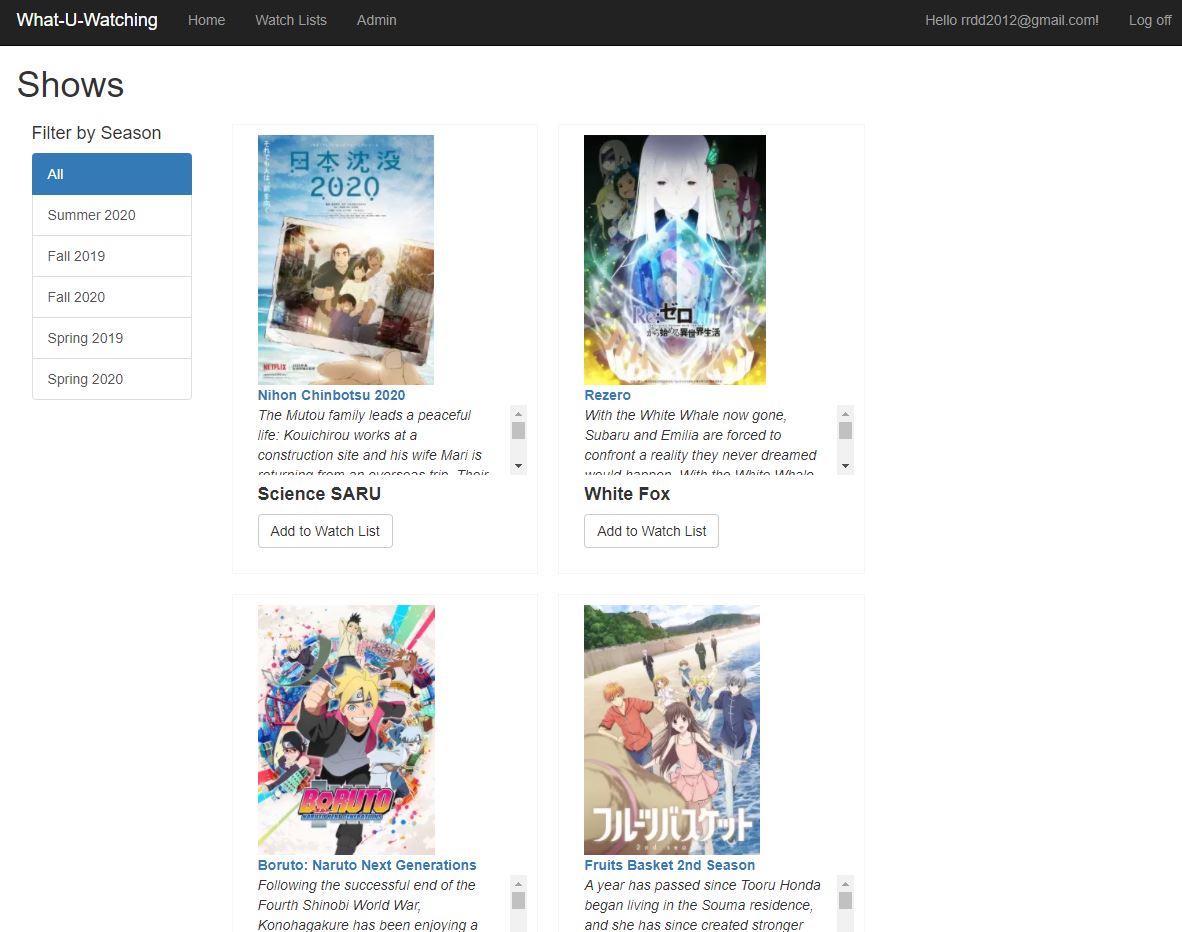 What-U-Watching Home Watch Lists Admin Hello rrdd2012@gmail.com! Log off
Shows
Filter by Season
All
Summer 2020
Fall 2019
Fall 2020
Spring 2019
Spring 2020
日本沈没
2020
NETFLIX
Nihon Chinbotsu 2020
The Mutou family leads a peaceful
life: Kouichirou works at a
construction site and his wife Mari is
returning from an overseas trip. Their
Science SARU
Add to Watch List
Re:ゼロ
から始める異世界生活
Rezero
With the White Whale now gone,
Subaru and Emilia are forced to
confront a reality they never dreamed
would happen. With the White Whale
White Fox
Add to Watch List
BORUTO
NARUTO NEXT GENERATIONS
Boruto: Naruto Next Generations
Following the successful end of the
Fourth Shinobi World War,
Konohagakure has been enjoying a
フルーツバスケット
2nd season
Fruits Basket 2nd Season
A year has passed since Tooru Honda
began living in the Souma residence,
and she has since created stronger